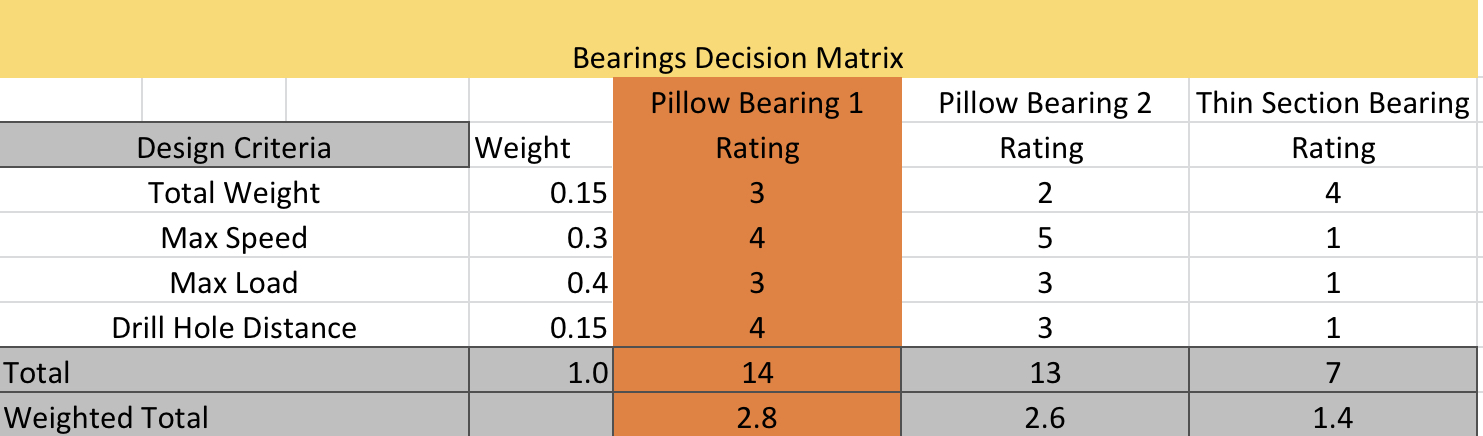 Bearings Decision Matrix
Pillow Bearing 1 Pillow Bearing 2 Thin Section Bearing
Design Criteria Weight Rating Rating Rating
Total Weight 0.15 3 2 4
Max Speed 0.3 4 5 1
Max Load 0.4 3 3 1
Drill Hole Distance 0.15 4 3 1
Total 1.0 14 13 7
Weighted Total 2.8 2.6 1.4